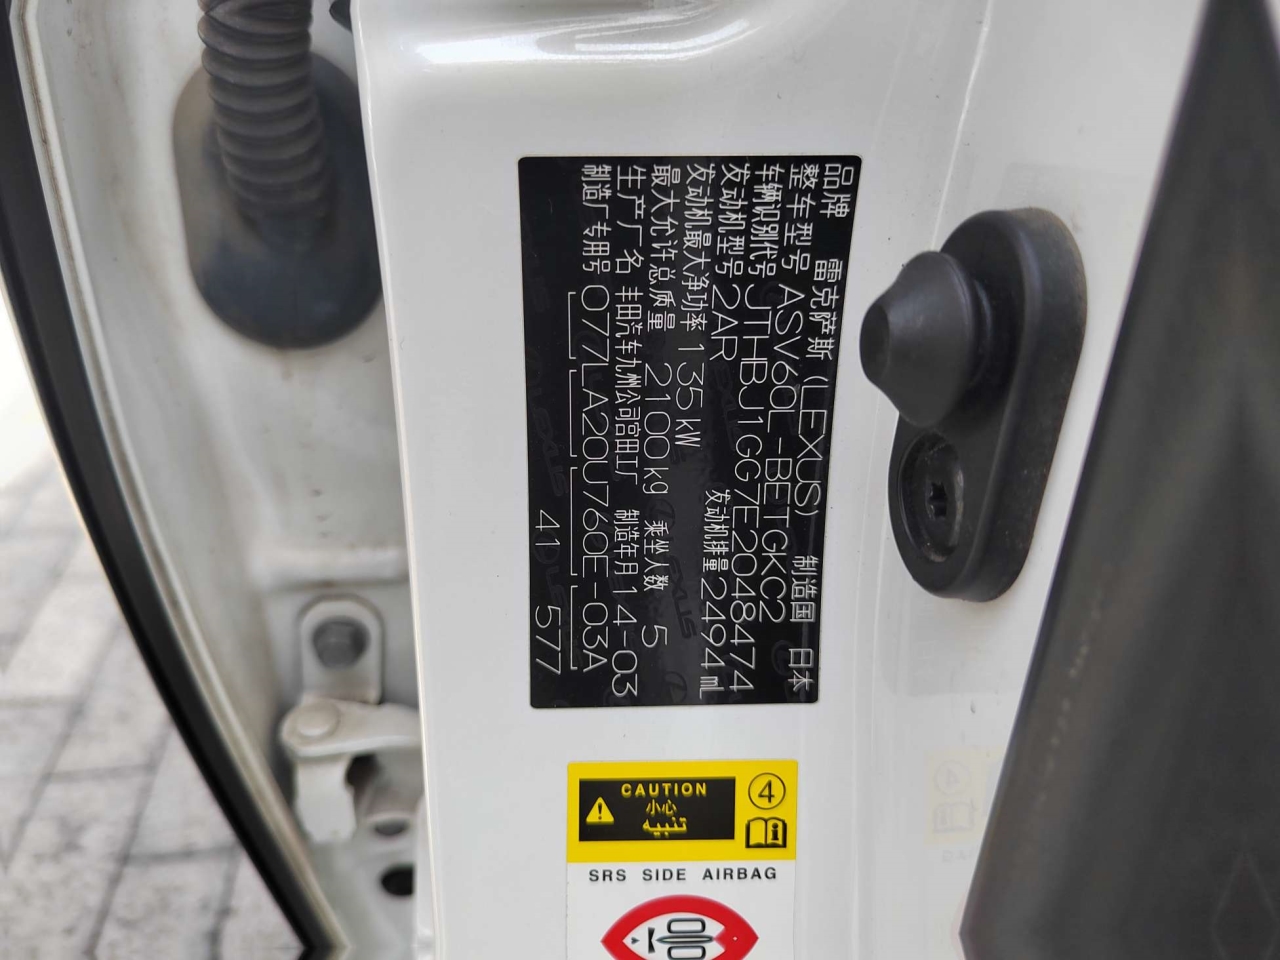 品牌 雷克萨斯 (LEXUS) 制造国 日本
整车型号 ASV60L-BETGKC2
车辆识别代号 JTHBJ1GG7E2048474
发动机型号 2AR 发动机排量 2494mL
发动机最大净功率 135kW
最大允许总质量 2100kg 乘坐人数 5
生产厂名 丰田汽车九州公司宫田工厂 制造年月 14-03
制造厂专用号 077LA20U760E-03A
41 577
CAUTION
小心
تنبيه
4
SRS SIDE AIRBAG